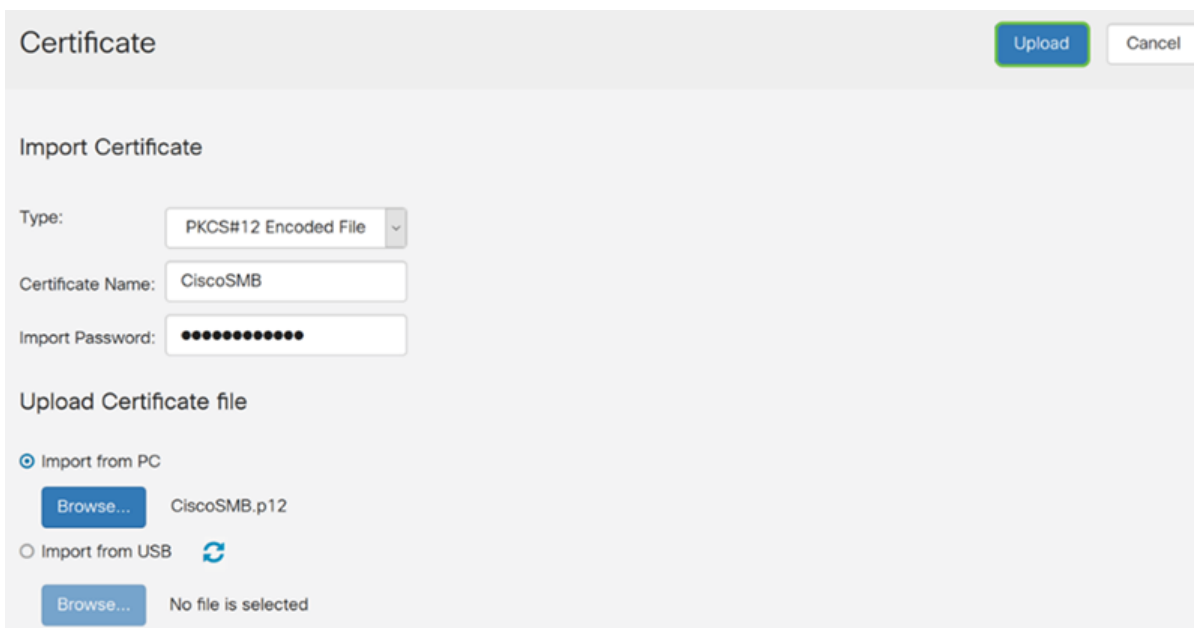 Certificate
Upload
Cancel
Import Certificate
Type:
PKCS#12 Encoded File
Certificate Name:
CiscoSMB
Import Password:
●●●●●●●●●●●●
Upload Certificate file
Import from PC
Browse...
CiscoSMB.p12
Import from USB
Browse...
No file is selected